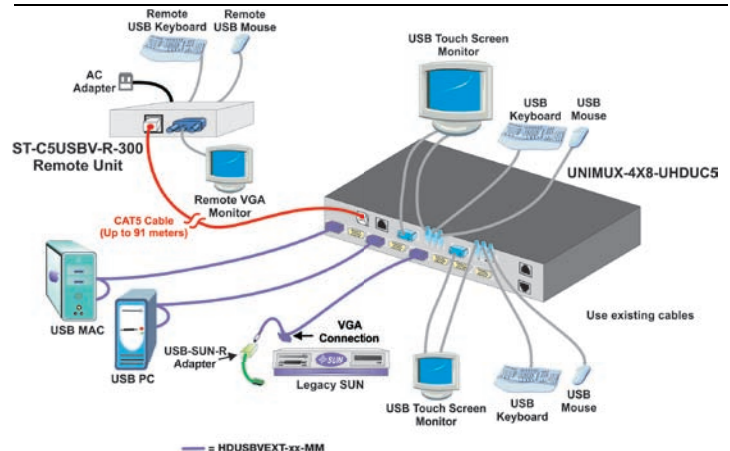 Remote
USB Keyboard
Remote
USB Mouse
AC
Adapter
ST-C5USBV-R-300
Remote Unit
Remote VGA
Monitor
CAT5 Cable
(Up to 91 meters)
USB Touch Screen
Monitor
USB
Keyboard
USB
Mouse
UNIMUX-4X8-UHDUC5
USB MAC
USB PC
USB-SUN-R
Adapter
VGA
Connection
SUN
Legacy SUN
Use existing cables
USB Touch Screen
Monitor
USB
Keyboard
USB
Mouse
= HDUSBVEXT-xx-MM